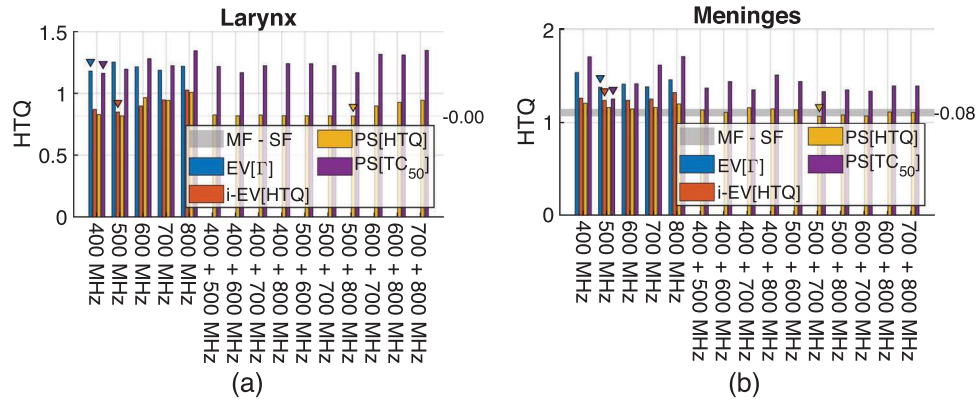 Larynx
HTQ
1.5
1
0.5
0
-0.00
MF - SF
EV[Γ]
i-EV[HTQ]
PS[HTQ]
PS[TC50]
400 MHz
500 MHz
600 MHz
700 MHz
800 MHz
400 + 500 MHz
400 + 600 MHz
400 + 700 MHz
400 + 800 MHz
500 + 600 MHz
500 + 700 MHz
500 + 800 MHz
600 + 700 MHz
600 + 800 MHz
700 + 800 MHz
(a)
Meninges
HTQ
2
1
0
-0.08
MF - SF
EV[Γ]
i-EV[HTQ]
PS[HTQ]
PS[TC50]
400 MHz
500 MHz
600 MHz
700 MHz
800 MHz
400 + 500 MHz
400 + 600 MHz
400 + 700 MHz
400 + 800 MHz
500 + 600 MHz
500 + 700 MHz
500 + 800 MHz
600 + 700 MHz
600 + 800 MHz
700 + 800 MHz
(b)